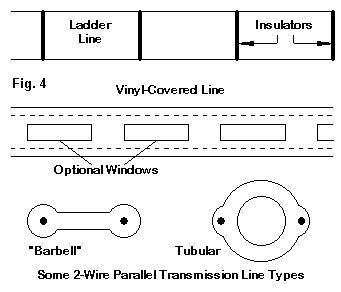 Ladder
Line
Insulators
Fig. 4
Vinyl-Covered Line
Optional Windows
"Barbell"
Tubular
Some 2-Wire Parallel Transmission Line Types